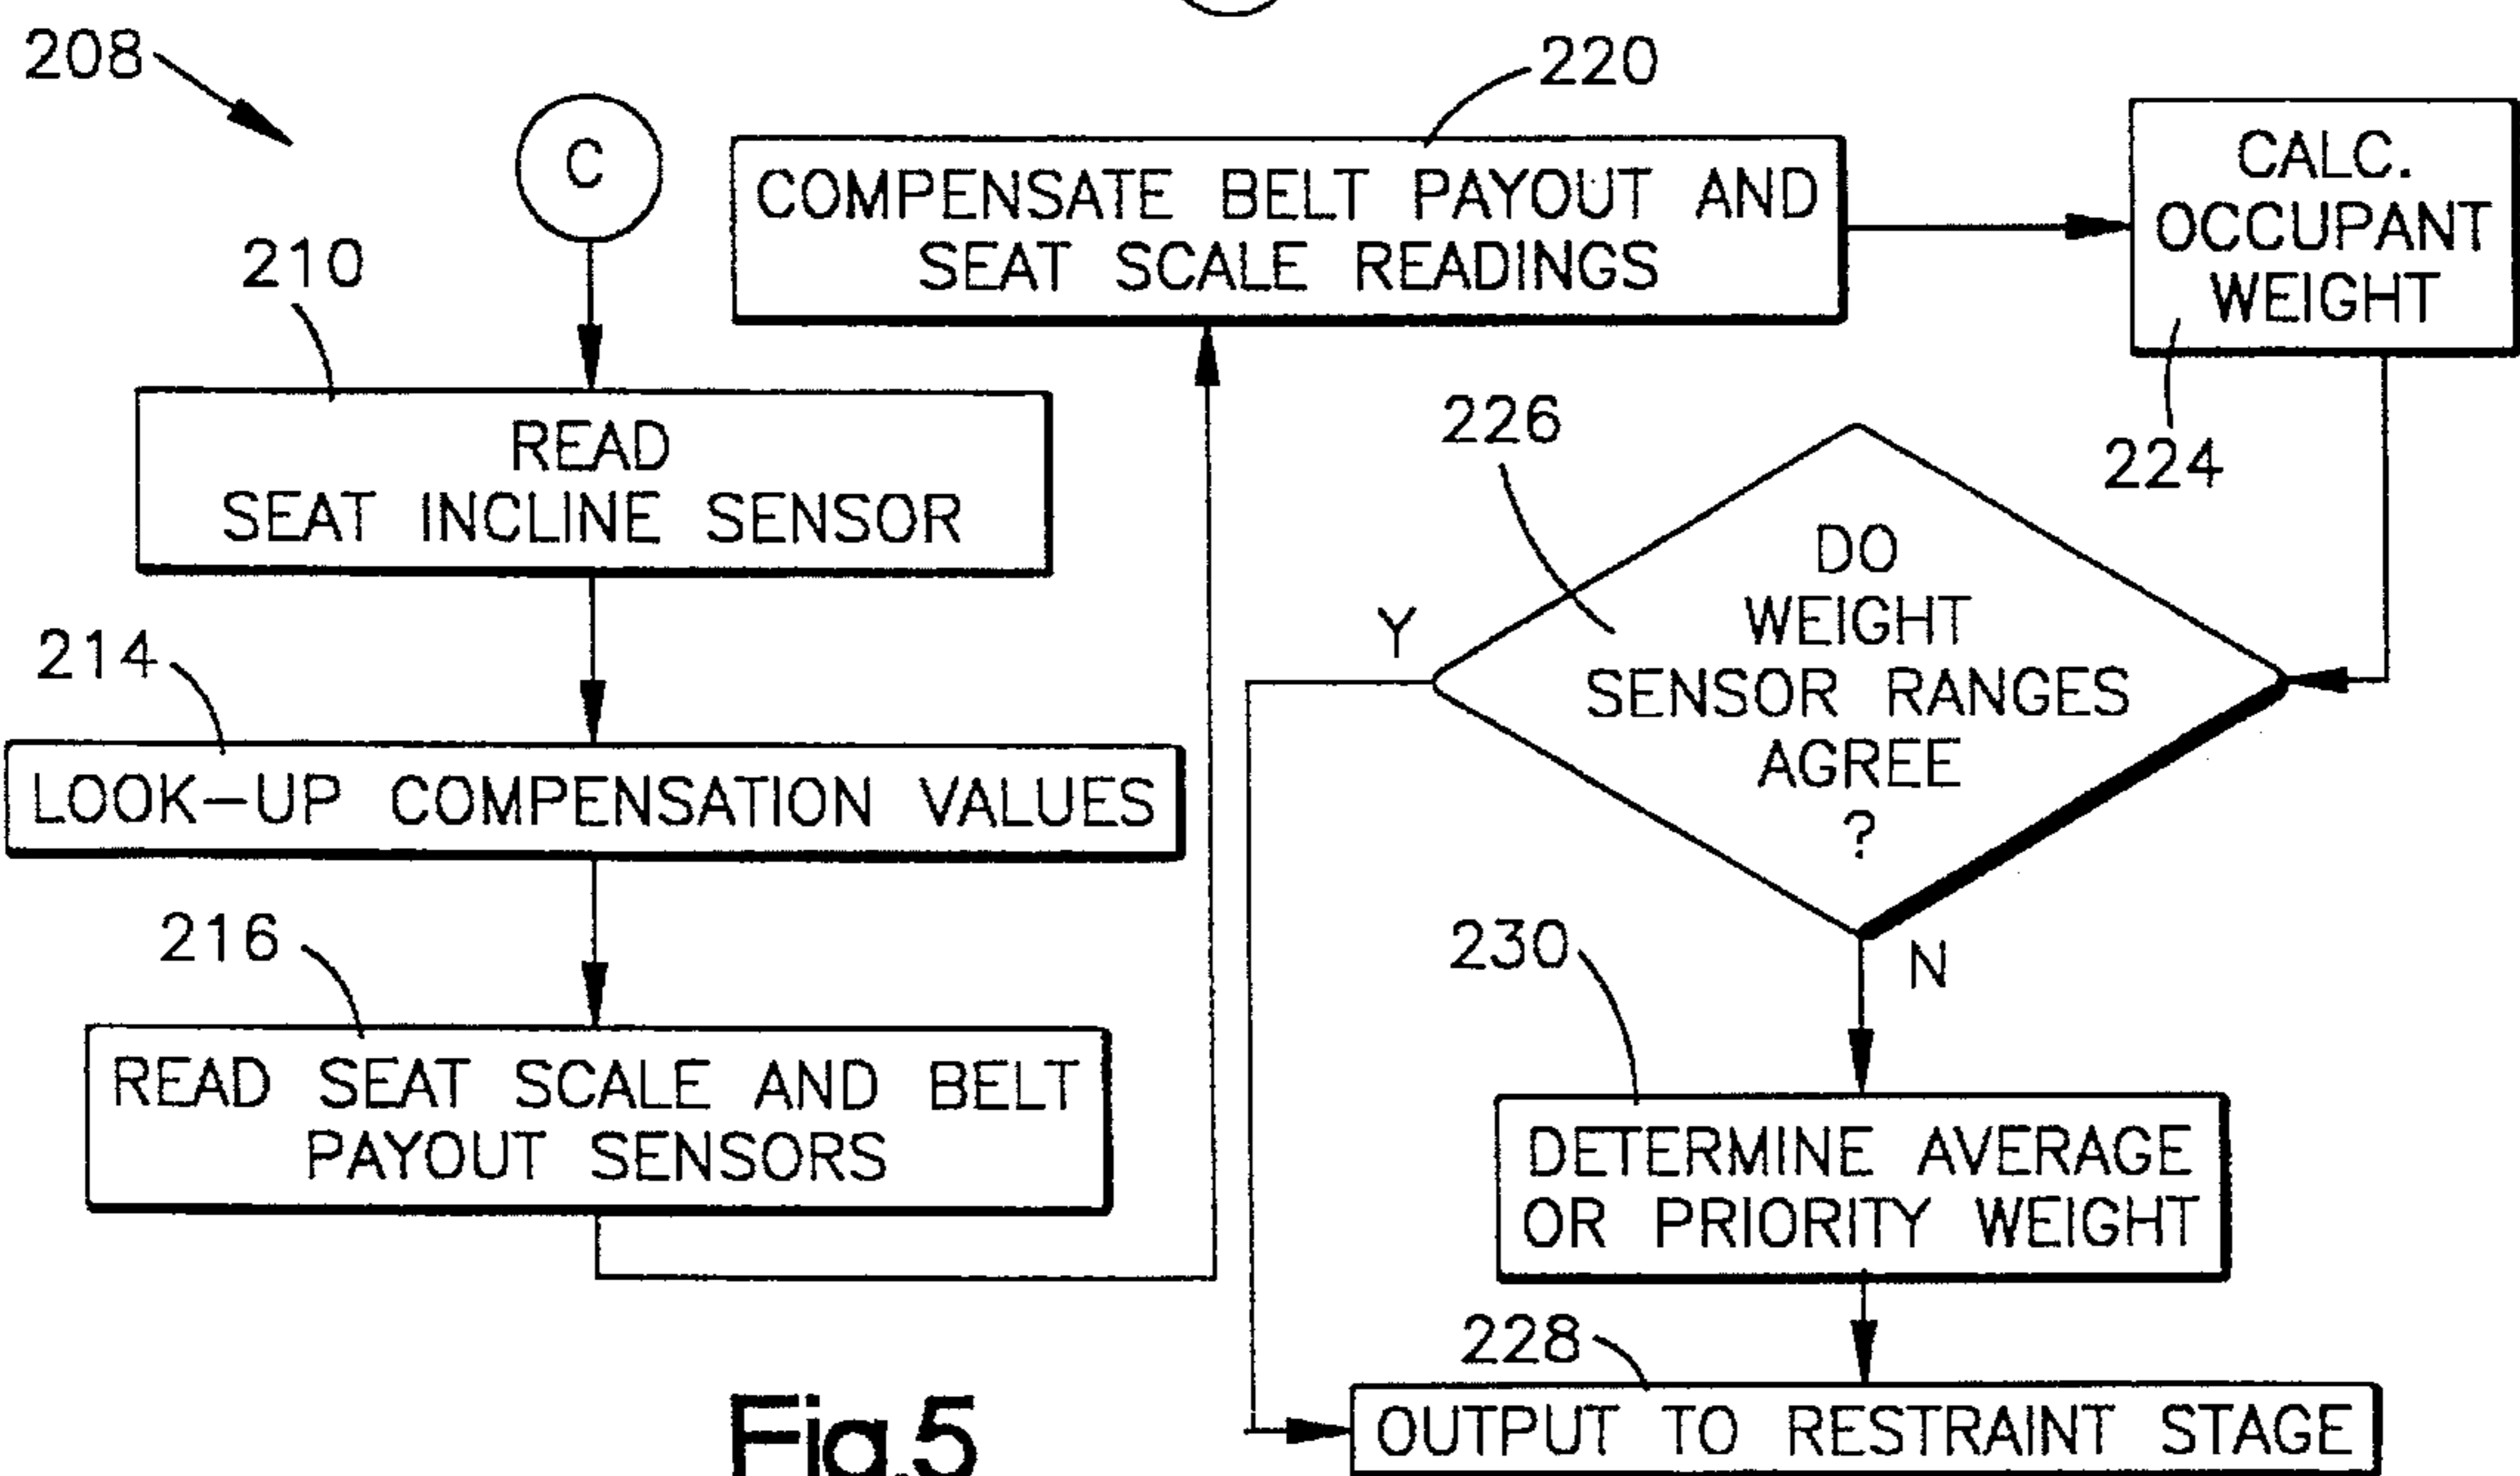 208
C
210
READ
SEAT INCLINE SENSOR
214
LOOK-UP COMPENSATION VALUES
216
READ SEAT SCALE AND BELT
PAYOUT SENSORS
220
COMPENSATE BELT PAYOUT AND
SEAT SCALE READINGS
CALC.
OCCUPANT
WEIGHT
224
226
DO
WEIGHT
SENSOR RANGES
AGREE
?
Y
N
230
DETERMINE AVERAGE
OR PRIORITY WEIGHT
228
OUTPUT TO RESTRAINT STAGE
Fig.5